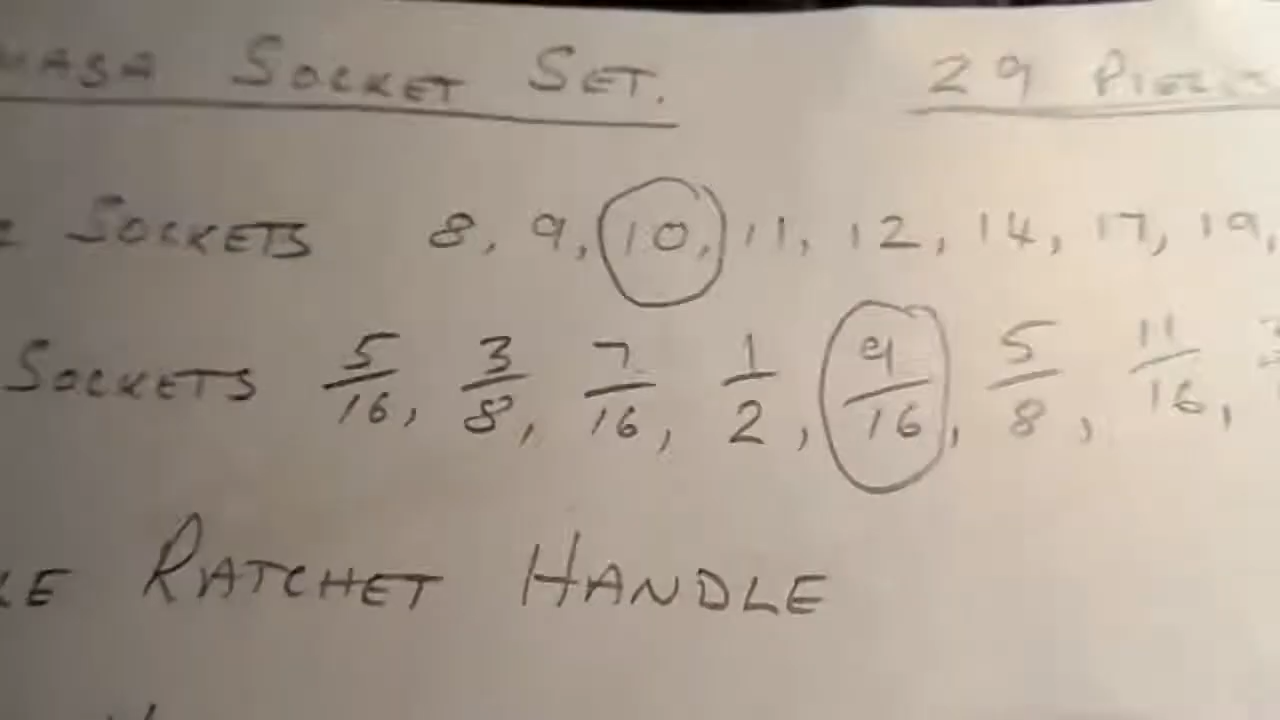 SOCKET SET. 29
SOCKETS 8, 9, 10, 11, 12, 14, 17, 19,
SOCKETS 5/16, 3/8, 7/16, 1/2, 9/16, 5/8, 11/16,
RATCHET HANDLE